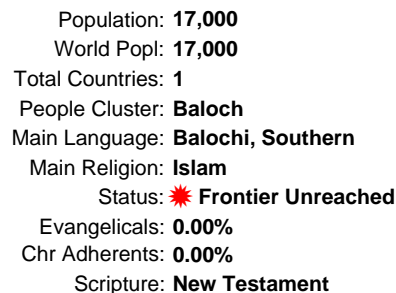 Population: 17,000
World Popl: 17,000
Total Countries: 1
People Cluster: Baloch
Main Language: Balochi, Southern
Main Religion: Islam
Status: Frontier Unreached
Evangelicals: 0.00%
Chr Adherents: 0.00%
Scripture: New Testament